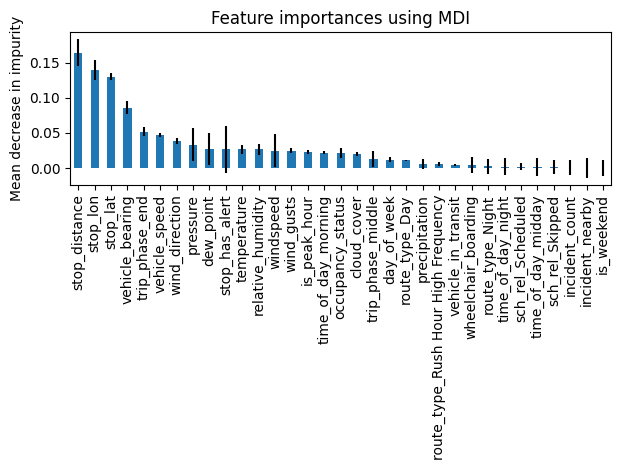 Feature importances using MDI
Mean decrease in impurity
0.15
0.10
0.05
0.00
stop_distance
stop_lon
stop_lat
vehicle_bearing
trip_phase_end
vehicle_speed
wind_direction
pressure
dew_point
stop_has_alert
temperature
relative_humidity
windspeed
wind_gusts
is_peak_hour
time_of_day_morning
occupancy_status
cloud_cover
trip_phase_middle
day_of_week
route_type_Day
precipitation
route_type_Rush Hour High Frequency
vehicle_in_transit
wheelchair_boarding
route_type_Night
time_of_day_night
sch_rel_Scheduled
time_of_day_midday
sch_rel_Skipped
incident_count
incident_nearby
is_weekend